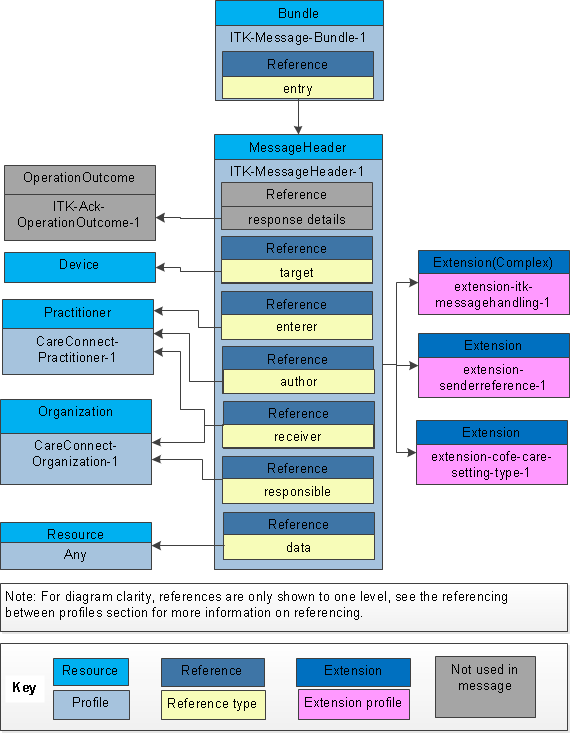 Bundle
ITK-Message-Bundle-1
Reference
entry
MessageHeader
ITK-MessageHeader-1
Reference
response details
OperationOutcome
ITK-Ack-
OperationOutcome-1
Reference
target
Device
Reference
enterer
Practitioner
CareConnect-
Practitioner-1
Reference
author
Reference
receiver
Organization
CareConnect-
Organization-1
Reference
responsible
Reference
data
Resource
Any
Extension(Complex)
extension-itk-
messagehandling-1
Extension
extension-
senderreference-1
Extension
extension-cofe-care-
setting-type-1
Note: For diagram clarity, references are only shown to one level, see the referencing
between profiles section for more information on referencing.
Key
Resource
Profile
Reference
Reference type
Extension
Extension profile
Not used in
message